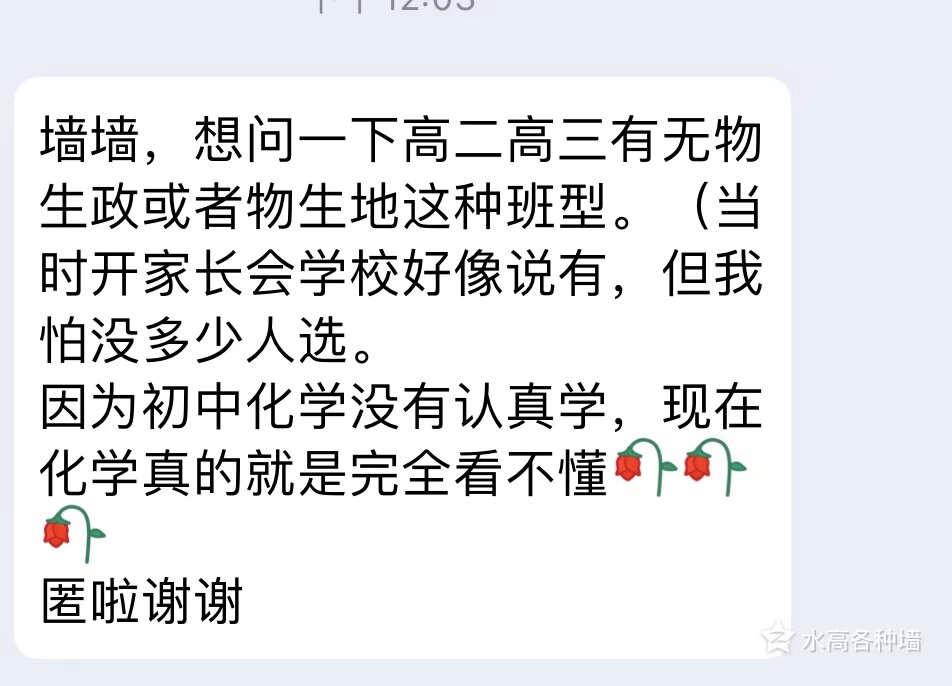 墙墙，想问一下高二高三有无物
生政或者物生地这种班型。（当
时开家长会学校好像说有，但我
怕没多少人选。
因为初中化学没有认真学，现在
化学真的就是完全看不懂🥀🥀
🥀
匿啦谢谢
水高各种墙